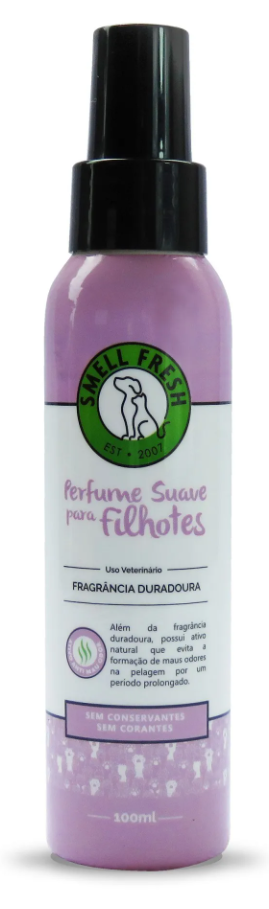 SMELL FRESH
EST • 2007
Perfume Suave
para Filhotes
Uso Veterinário
FRAGRÂNCIA DURADOURA
Além da fragrância
duradoura, possui ativo
natural que evita a
formação de maus odores
na pelagem por um
período prolongado.
SEM CONSERVANTES
SEM CORANTES
100ml